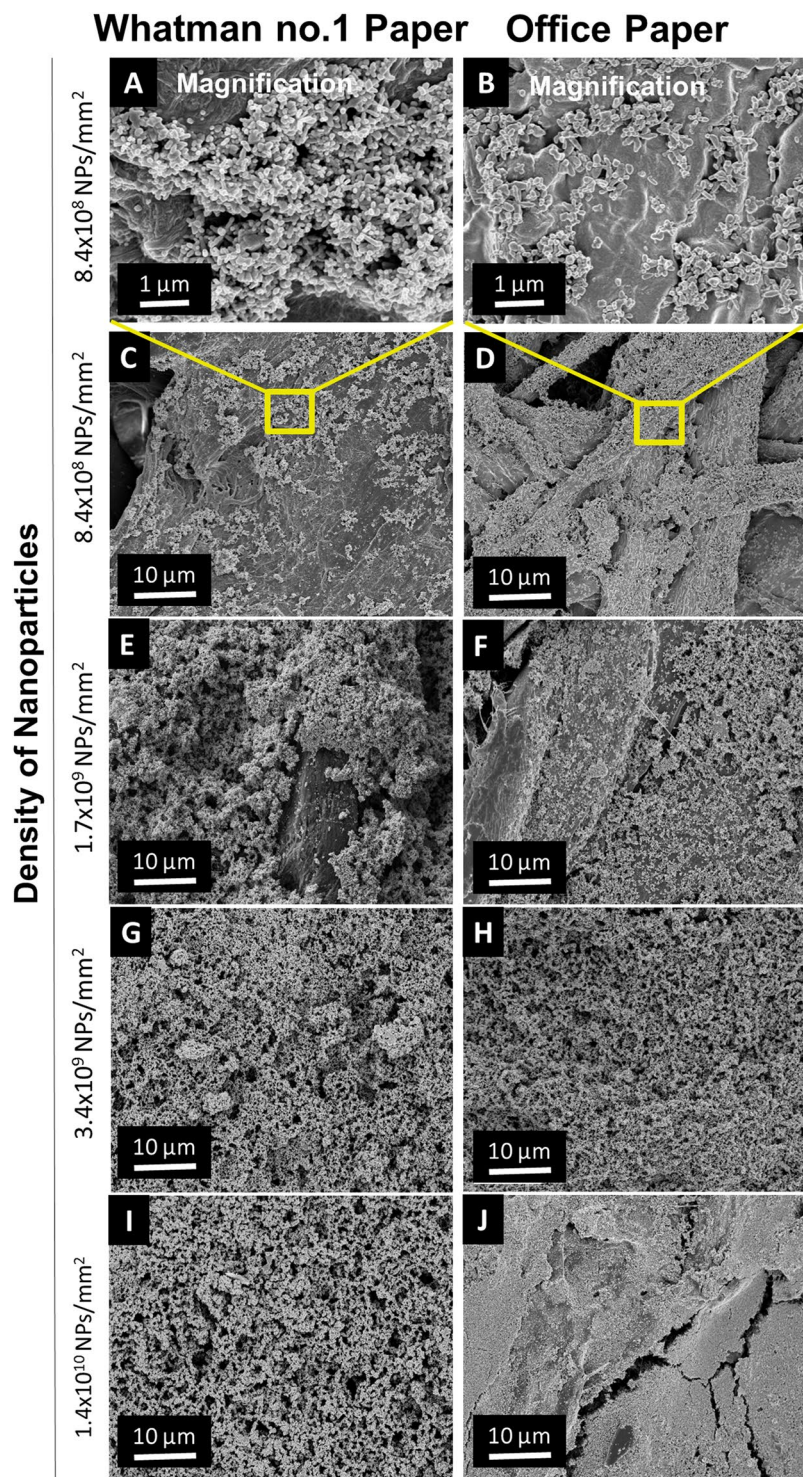 Whatman no.1 Paper Office Paper
Density of Nanoparticles
8.4x10⁸ NPs/mm²
A Magnification
1 µm
B Magnification
1 µm
8.4x10⁸ NPs/mm²
C
10 µm
D
10 µm
1.7x10⁹ NPs/mm²
E
10 µm
F
10 µm
3.4x10⁹ NPs/mm²
G
10 µm
H
10 µm
1.4x10¹⁰ NPs/mm²
I
10 µm
J
10 µm